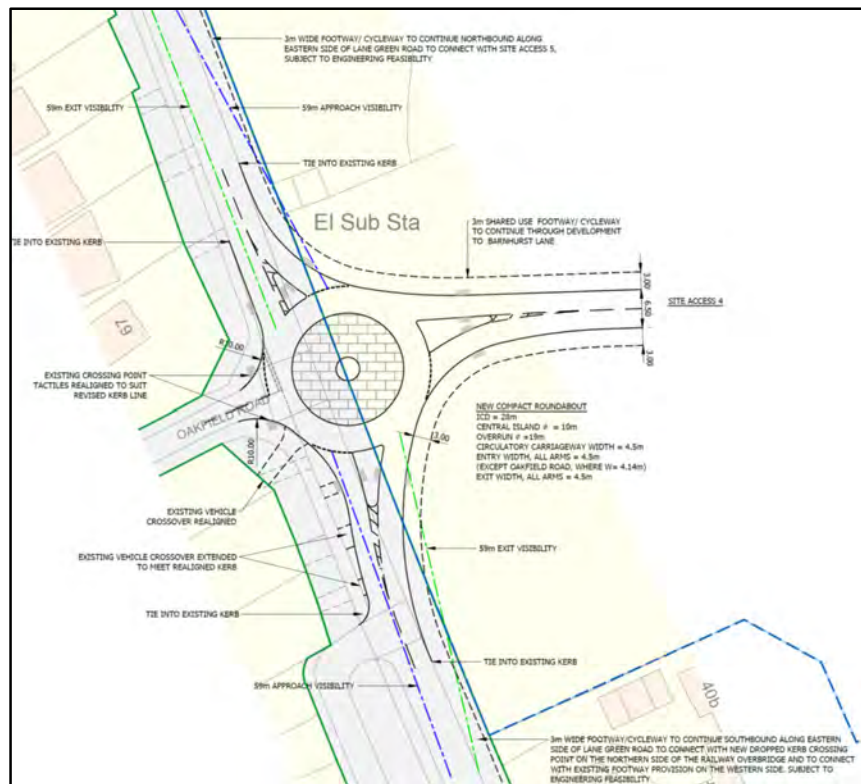 3m WIDE FOOTWAY/ CYCLEWAY TO CONTINUE NORTHBOUND ALONG
EASTERN SIDE OF LANE GREEN ROAD TO CONNECT WITH SITE ACCESS 5,
SUBJECT TO ENGINEERING FEASIBILITY
59m EXIT VISIBILITY
59m APPROACH VISIBILITY
TIE INTO EXISTING KERB
El Sub Sta
3m SHARED USE FOOTWAY/ CYCLEWAY
TO CONTINUE THROUGH DEVELOPMENT
TO BARNHURST LANE
TIE INTO EXISTING KERB
3.00
6.50
3.00
SITE ACCESS 4
67
R10.00
EXISTING CROSSING POINT
TACTILES REALIGNED TO SUIT
REVISED KERB LINE
OAKFIELD ROAD
R10.00
3.00
NEW COMPACT ROUNDABOUT
ICD = 28m
CENTRAL ISLAND ø = 10m
OVERRUN ø =19m
CIRCULATORY CARRIAGEWAY WIDTH = 4.5m
ENTRY WIDTH, ALL ARMS = 4.5m
(EXCEPT OAKFIELD ROAD, WHERE W= 4.14m)
EXIT WIDTH, ALL ARMS = 4.5m
EXISTING VEHICLE
CROSSOVER REALIGNED
EXISTING VEHICLE CROSSOVER EXTENDED
TO MEET REALIGNED KERB
59m EXIT VISIBILITY
TIE INTO EXISTING KERB
TIE INTO EXISTING KERB
59m APPROACH VISIBILITY
40b
3m WIDE FOOTWAY/CYCLEWAY TO CONTINUE SOUTHBOUND ALONG EASTERN
SIDE OF LANE GREEN ROAD TO CONNECT WITH NEW DROPPED KERB CROSSING
POINT ON THE NORTHERN SIDE OF THE RAILWAY OVERBRIDGE AND TO CONNECT
WITH EXISTING FOOTWAY PROVISION ON THE WESTERN SIDE. SUBJECT TO
ENGINEERING FEASIBILITY